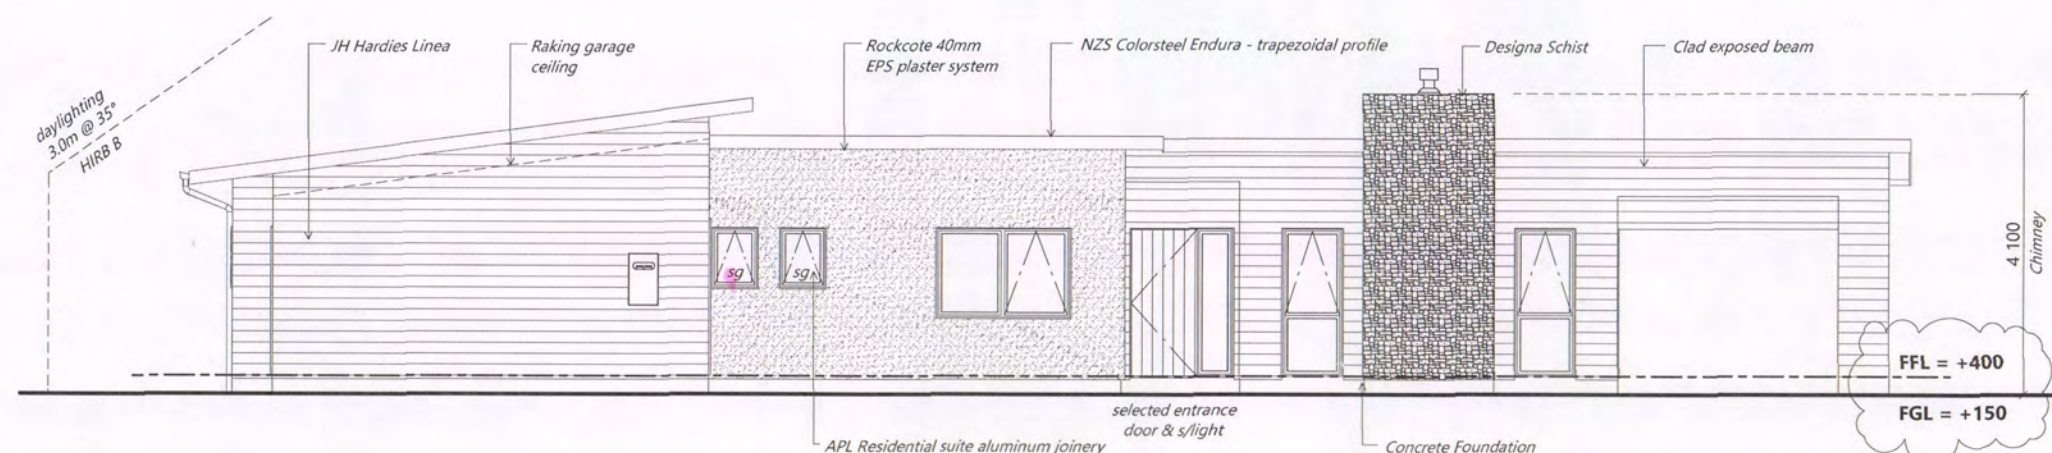 JH Hardies Linea
Raking garage
ceiling
Rockcote 40mm
EPS plaster system
NZS Colorsteel Endura - trapezoidal profile
Designa Schist
Clad exposed beam
daylighting
3.0m @ 35°
HIRB B
4 100
Chimney
sg
sg
FFL = +400
FGL = +150
selected entrance
door & s/light
APL Residential suite aluminum joinery
Concrete Foundation